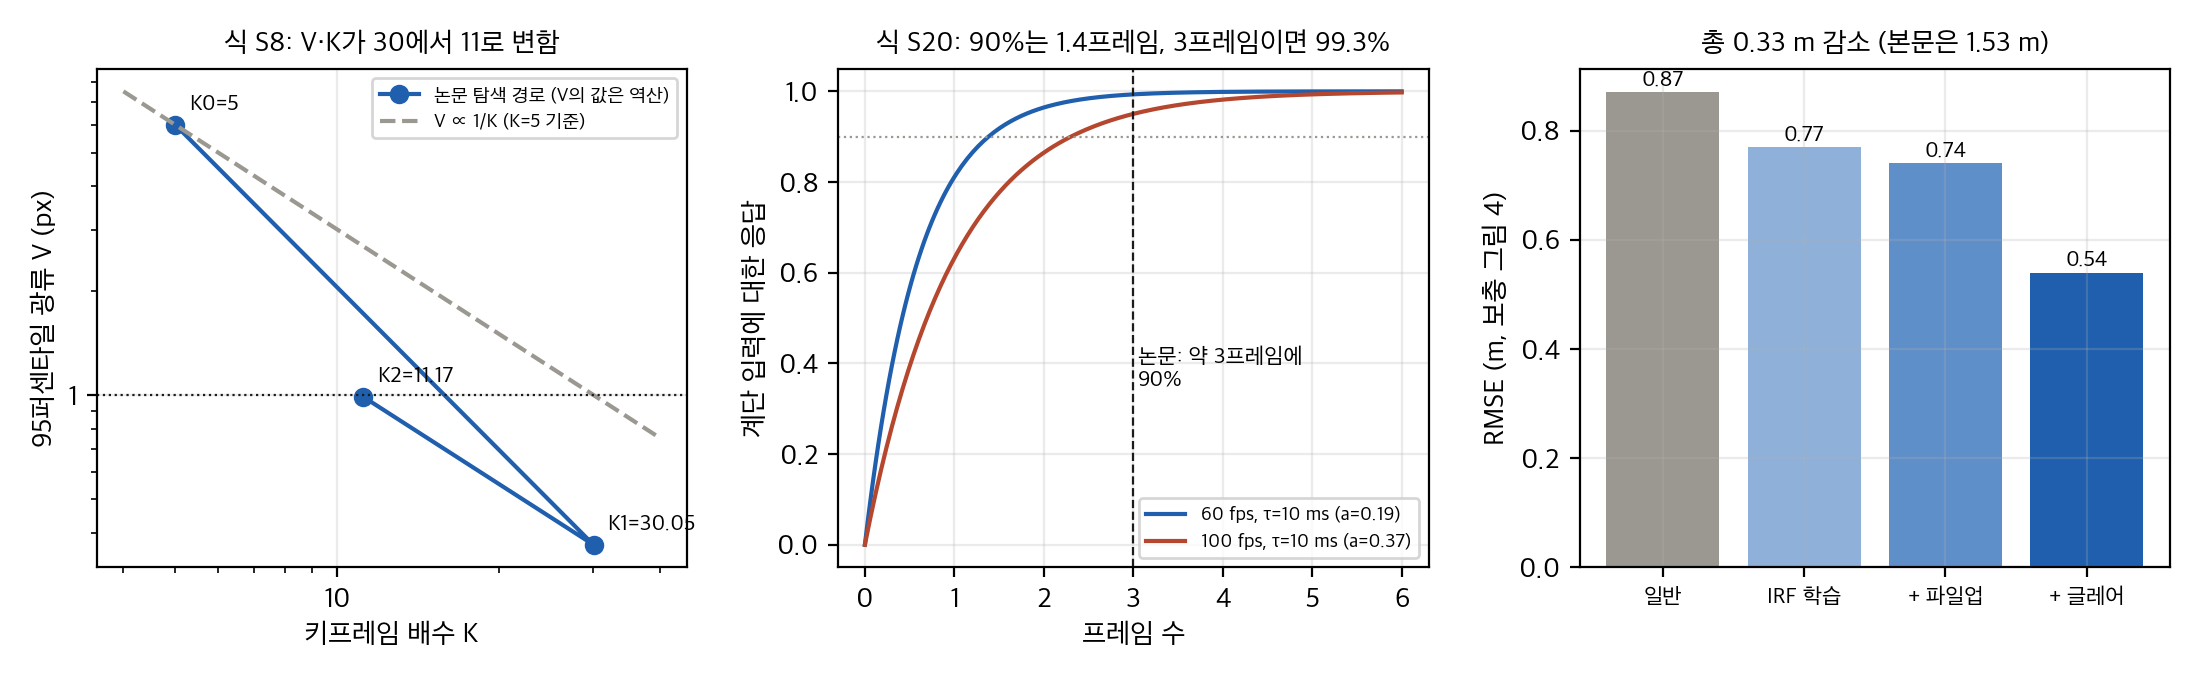 식 S8: V·K가 30에서 11로 변함
95퍼센타일 광류 V (px)
1
K0=5
K2=11.17
K1=30.05
논문 탐색 경로 (V의 값은 역산)
V ∝ 1/K (K=5 기준)
10
키프레임 배수 K
식 S20: 90%는 1.4프레임, 3프레임이면 99.3%
계단 입력에 대한 응답
1.0
0.8
0.6
0.4
0.2
0.0
논문: 약 3프레임에
90%
60 fps, τ=10 ms (a=0.19)
100 fps, τ=10 ms (a=0.37)
0 1 2 3 4 5 6
프레임 수
총 0.33 m 감소 (본문은 1.53 m)
RMSE (m, 보충 그림 4)
0.8
0.6
0.4
0.2
0.0
0.87
0.77
0.74
0.54
일반 IRF 학습 + 파일업 + 글레어